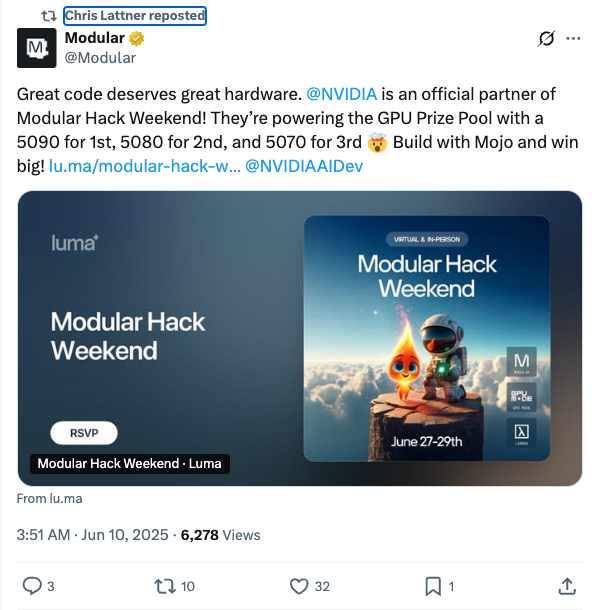 Chris Lattner reposted
Modular
@Modular
Great code deserves great hardware. @NVIDIA is an official partner of
Modular Hack Weekend! They’re powering the GPU Prize Pool with a
5090 for 1st, 5080 for 2nd, and 5070 for 3rd 🤯 Build with Mojo and win
big! lu.ma/modular-hack-w... @NVIDIAAIDev
luma
Modular Hack
Weekend
RSVP
Modular Hack Weekend · Luma
VIRTUAL & IN-PERSON
Modular Hack
Weekend
MODULAR
GPU
MODE
GPU MODE
LAMBDA
June 27-29th
From lu.ma
3:51 AM · Jun 10, 2025 · 6,278 Views
3
10
32
1